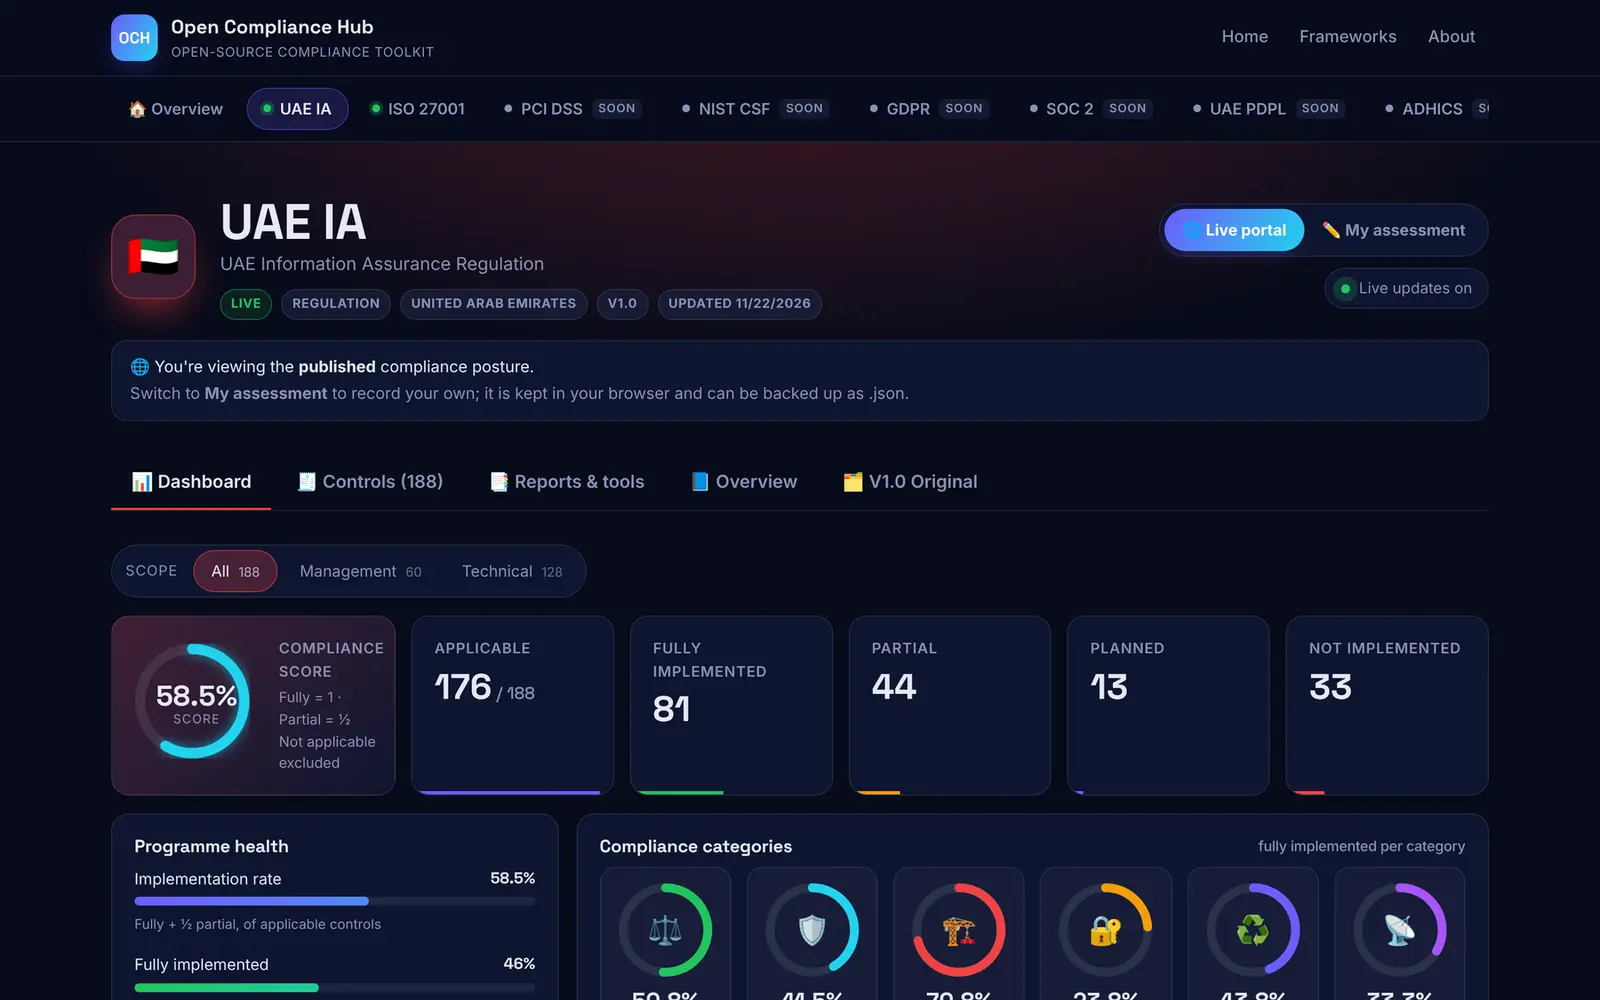 OCH
Open Compliance Hub
OPEN-SOURCE COMPLIANCE TOOLKIT
Home Frameworks About
Overview UAE IA ISO 27001 PCI DSS SOON NIST CSF SOON GDPR SOON SOC 2 SOON UAE PDPL SOON ADHICS
UAE IA
UAE Information Assurance Regulation
LIVE REGULATION UNITED ARAB EMIRATES V1.0 UPDATED 11/22/2026
Live portal My assessment
Live updates on
You're viewing the published compliance posture.
Switch to My assessment to record your own; it is kept in your browser and can be backed up as .json.
Dashboard Controls (188) Reports & tools Overview V1.0 Original
SCOPE All 188 Management 60 Technical 128
58.5%
SCORE
COMPLIANCE
SCORE
Fully = 1 ·
Partial = ½
Not applicable
excluded
APPLICABLE
176 / 188
FULLY
IMPLEMENTED
81
PARTIAL
44
PLANNED
13
NOT IMPLEMENTED
33
Programme health
Implementation rate 58.5%
Fully + ½ partial, of applicable controls
Fully implemented 46%
Compliance categories fully implemented per category